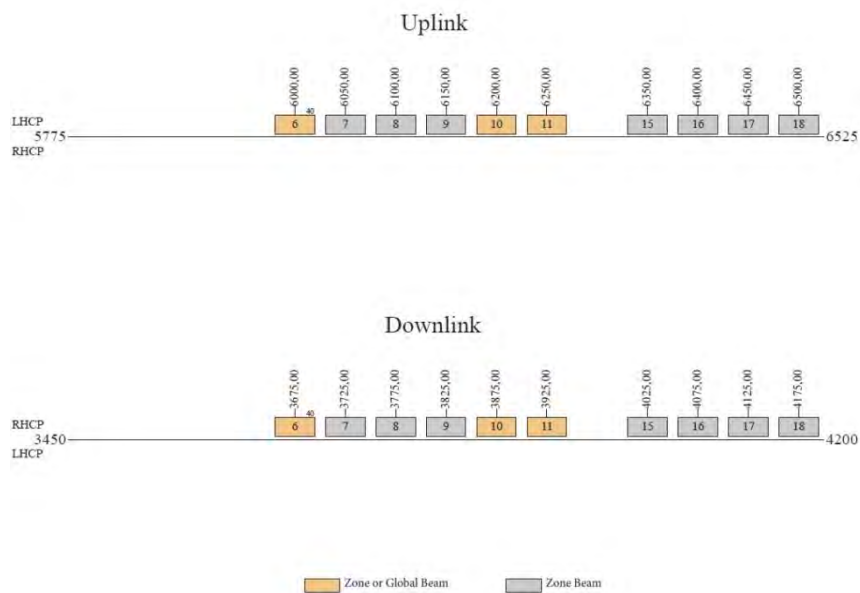 Uplink
6000,00 6050,00 6100,00 6150,00 6200,00 6250,00 6350,00 6400,00 6450,00 6500,00
40
LHCP 6 7 8 9 10 11 15 16 17 18
5775 6525
RHCP
Downlink
3675,00 3725,00 3775,00 3825,00 3875,00 3925,00 4025,00 4075,00 4125,00 4175,00
40
RHCP 6 7 8 9 10 11 15 16 17 18
3450 4200
LHCP
Zone or Global Beam Zone Beam